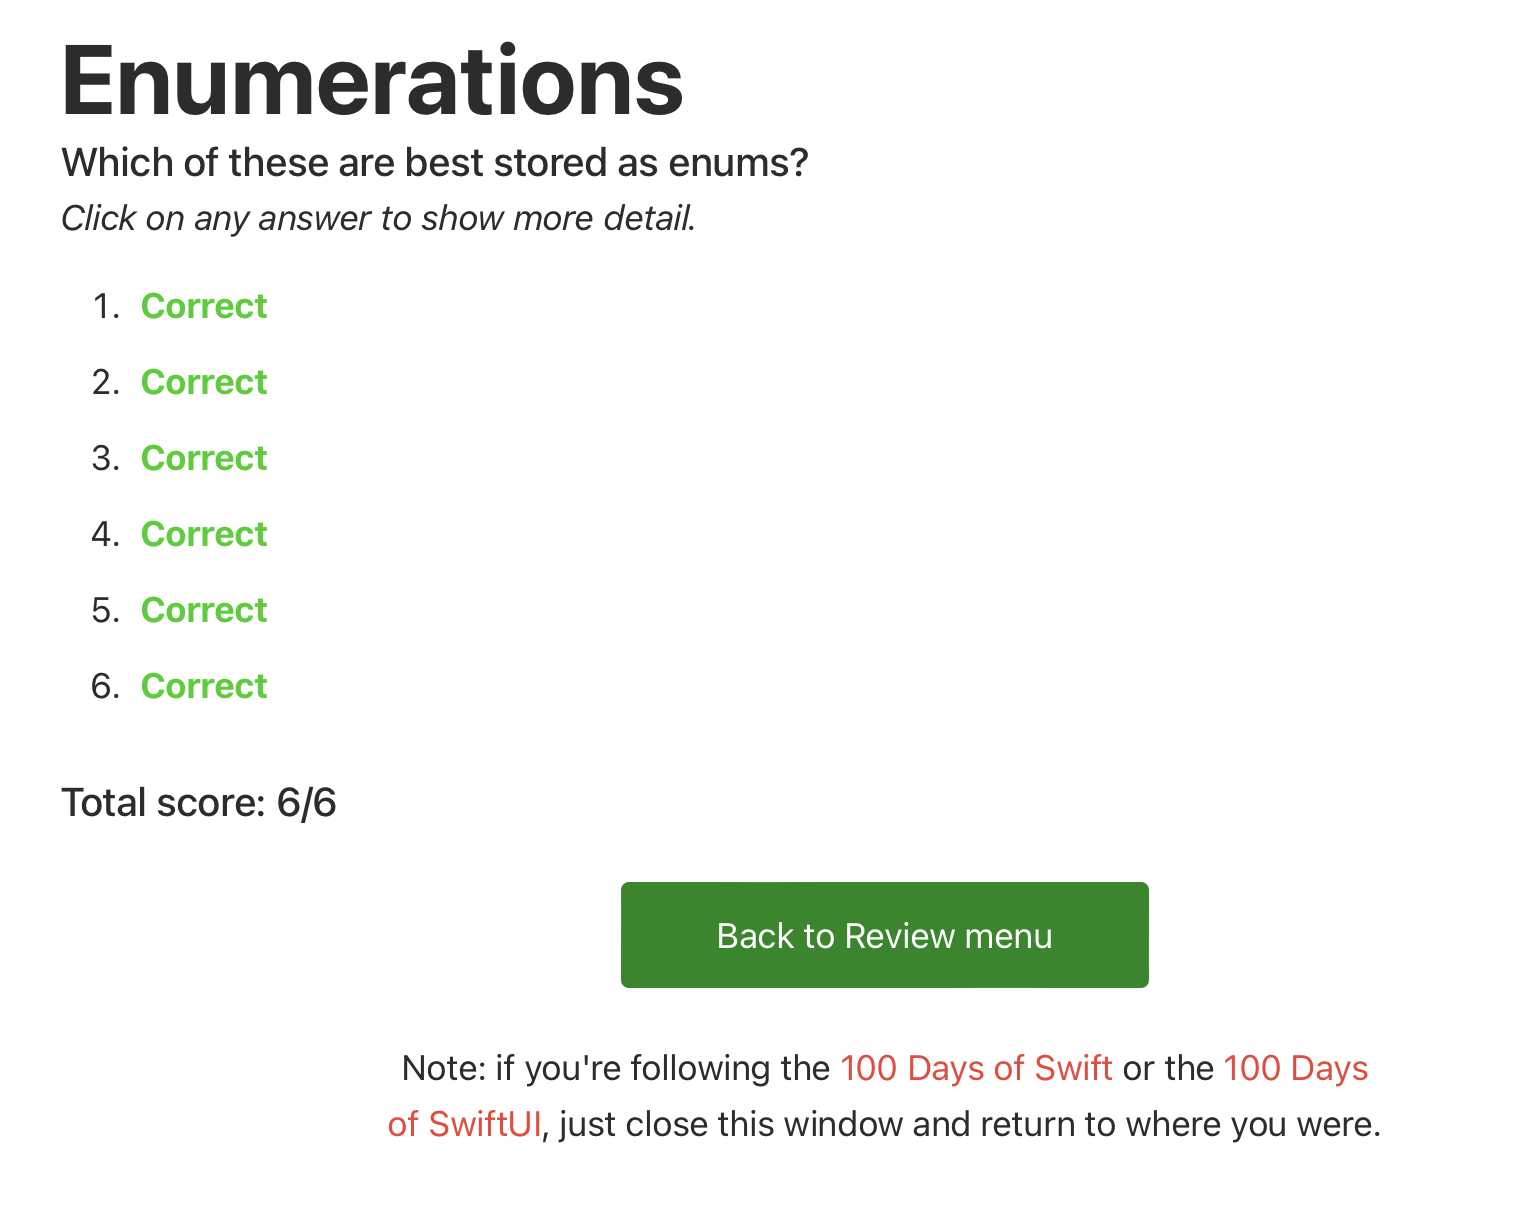 Enumerations
Which of these are best stored as enums?
Click on any answer to show more detail.
1. Correct
2. Correct
3. Correct
4. Correct
5. Correct
6. Correct
Total score: 6/6
Back to Review menu
Note: if you're following the 100 Days of Swift or the 100 Days
of SwiftUI, just close this window and return to where you were.